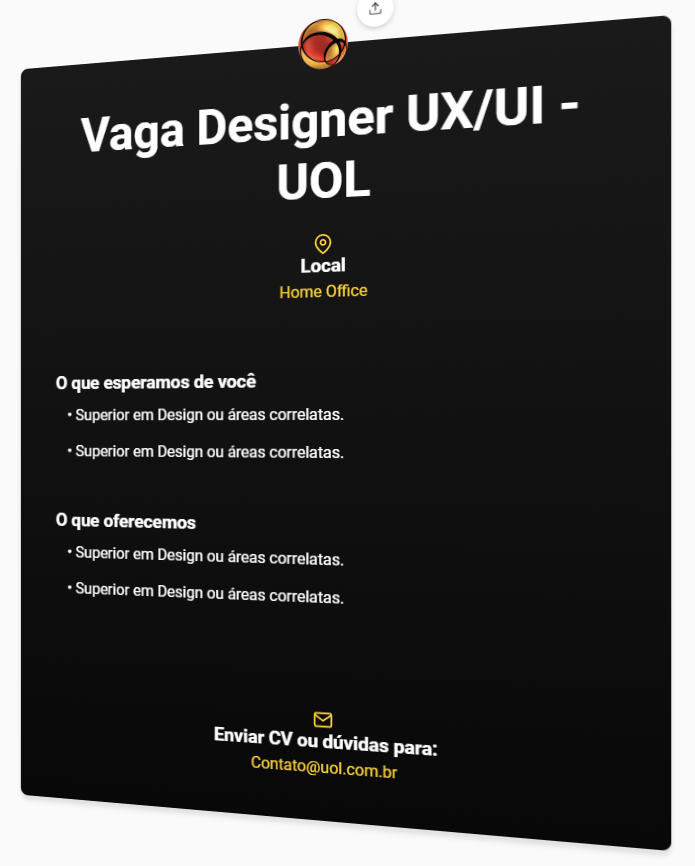 Vaga Designer UX/UI -
UOL
Local
Home Office
O que esperamos de você
• Superior em Design ou áreas correlatas.
• Superior em Design ou áreas correlatas.
O que oferecemos
• Superior em Design ou áreas correlatas.
• Superior em Design ou áreas correlatas.
Enviar CV ou dúvidas para:
Contato@uol.com.br